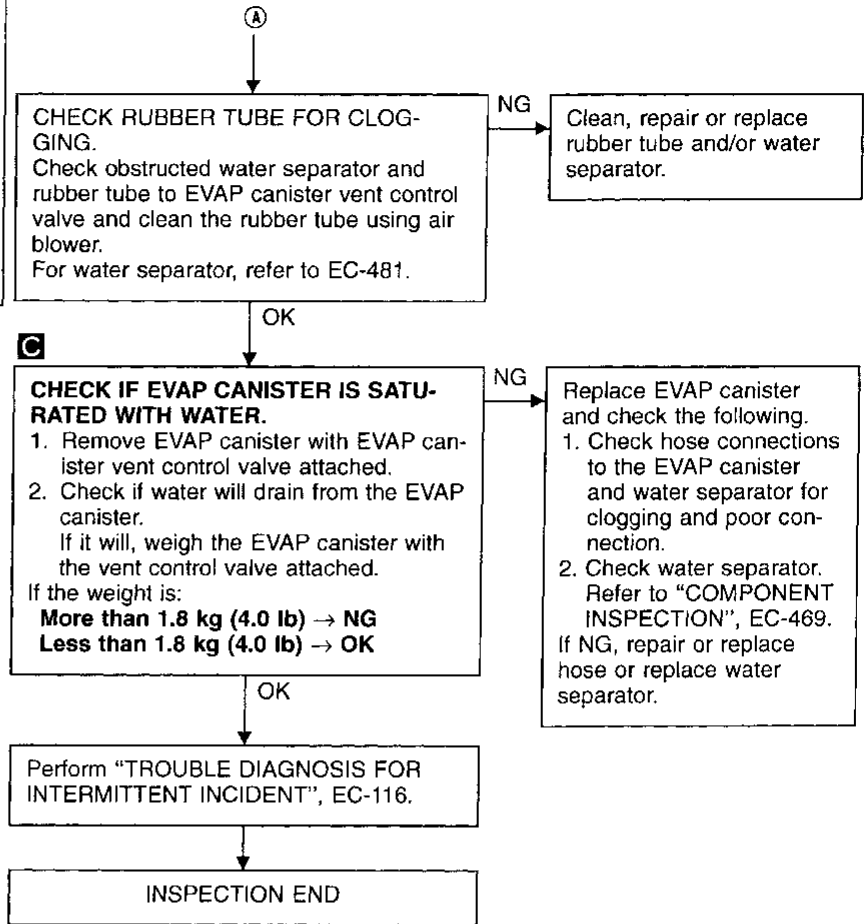 A
CHECK RUBBER TUBE FOR CLOG-
GING.
Check obstructed water separator and
rubber tube to EVAP canister vent control
valve and clean the rubber tube using air
blower.
For water separator, refer to EC-481.
NG
Clean, repair or replace
rubber tube and/or water
separator.
OK
C
CHECK IF EVAP CANISTER IS SATU-
RATED WITH WATER.
1. Remove EVAP canister with EVAP can-
ister vent control valve attached.
2. Check if water will drain from the EVAP
canister.
If it will, weigh the EVAP canister with
the vent control valve attached.
If the weight is:
More than 1.8 kg (4.0 lb) → NG
Less than 1.8 kg (4.0 lb) → OK
NG
Replace EVAP canister
and check the following.
1. Check hose connections
to the EVAP canister
and water separator for
clogging and poor con-
nection.
2. Check water separator.
Refer to “COMPONENT
INSPECTION”, EC-469.
If NG, repair or replace
hose or replace water
separator.
OK
Perform “TROUBLE DIAGNOSIS FOR
INTERMITTENT INCIDENT”, EC-116.
INSPECTION END